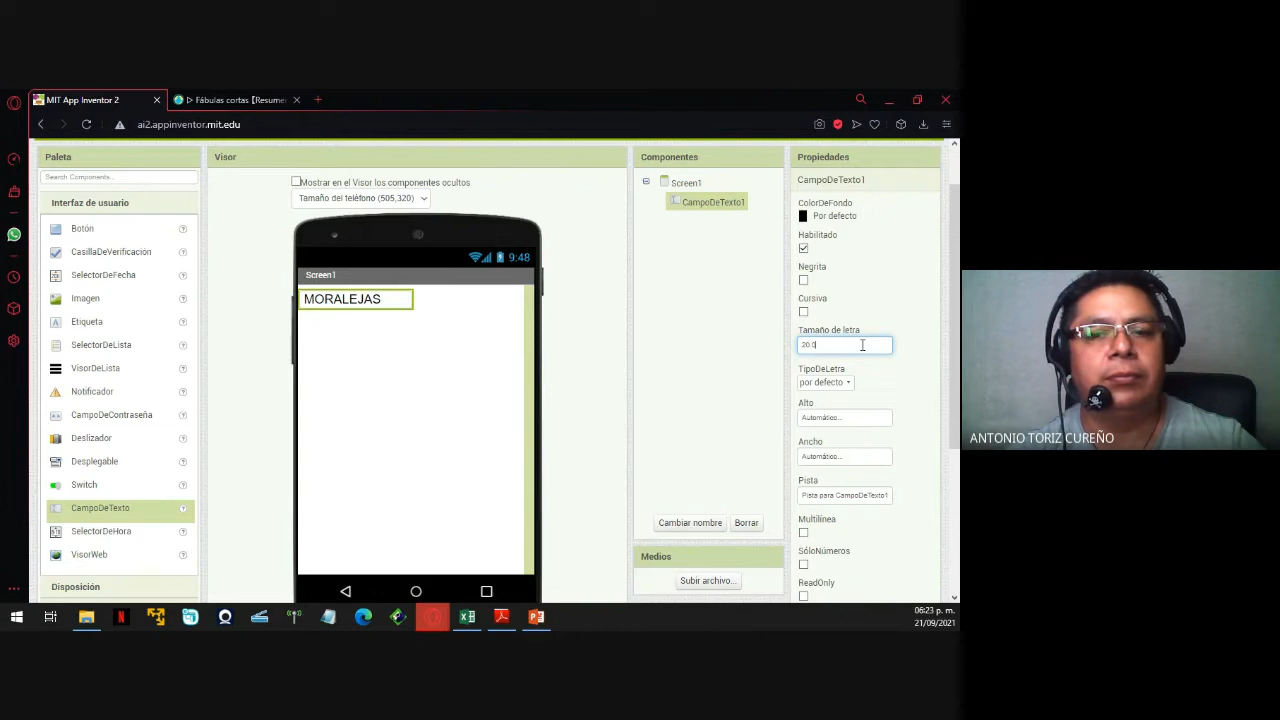 MIT App Inventor 2
▷ Fábulas cortas【Resume
ai2.appinventor.mit.edu
Paleta
Search Components...
Interfaz de usuario
Botón
CasillaDeVerificación
SelectorDeFecha
Imagen
Etiqueta
SelectorDeLista
VisorDeLista
Notificador
CampoDeContraseña
Deslizador
Desplegable
Switch
CampoDeTexto
SelectorDeHora
VisorWeb
Disposición
Visor
Mostrar en el Visor los componentes ocultos
Tamaño del teléfono (505,320)
9:48
Screen1
MORALEJAS
Componentes
Screen1
CampoDeTexto1
Cambiar nombre
Borrar
Medios
Subir archivo...
Propiedades
CampoDeTexto1
ColorDeFondo
Por defecto
Habilitado
Negrita
Cursiva
Tamaño de letra
20.0
TipoDeLetra
por defecto
Alto
Automático...
Ancho
Automático...
Pista
Pista para CampoDeTexto1
Multilínea
SóloNúmeros
ReadOnly
06:23 p. m.
21/09/2021
ANTONIO TORIZ CUREÑO